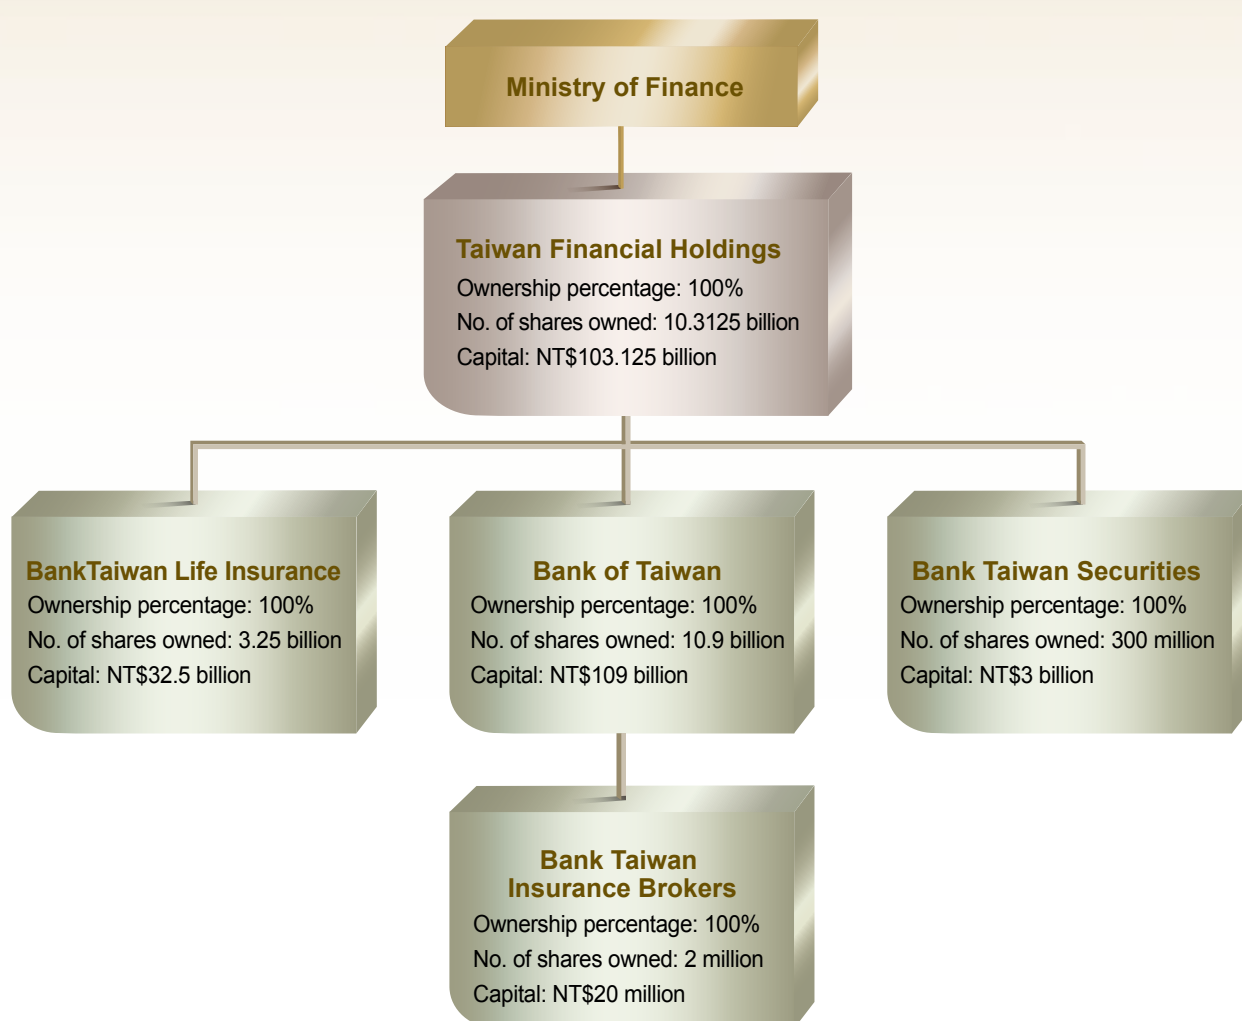 Ministry of Finance
Taiwan Financial Holdings
Ownership percentage: 100%
No. of shares owned: 10.3125 billion
Capital: NT$103.125 billion
BankTaiwan Life Insurance
Ownership percentage: 100%
No. of shares owned: 3.25 billion
Capital: NT$32.5 billion
Bank of Taiwan
Ownership percentage: 100%
No. of shares owned: 10.9 billion
Capital: NT$109 billion
Bank Taiwan Securities
Ownership percentage: 100%
No. of shares owned: 300 million
Capital: NT$3 billion
Bank Taiwan
Insurance Brokers
Ownership percentage: 100%
No. of shares owned: 2 million
Capital: NT$20 million